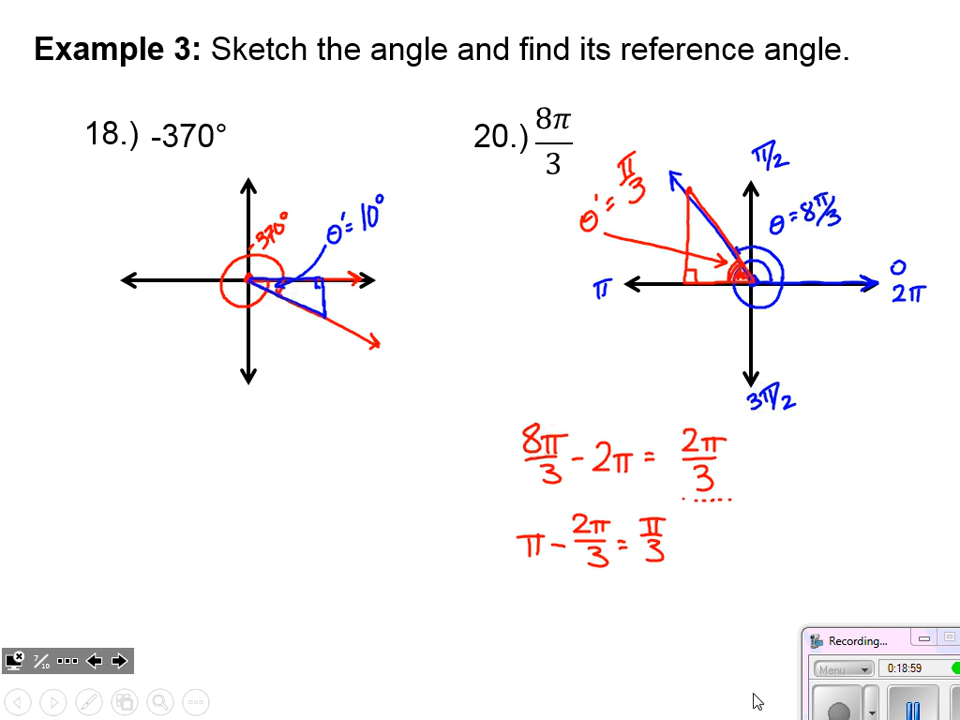 Example 3: Sketch the angle and find its reference angle.
18.) -370°
-370°
θ' = 10°
20.) 8π/3
π/2
θ' = π/3
θ = 8π/3
0
2π
π
3π/2
8π/3 - 2π = 2π/3
π - 2π/3 = π/3
7/10
Recording...
Menu
0:18:59